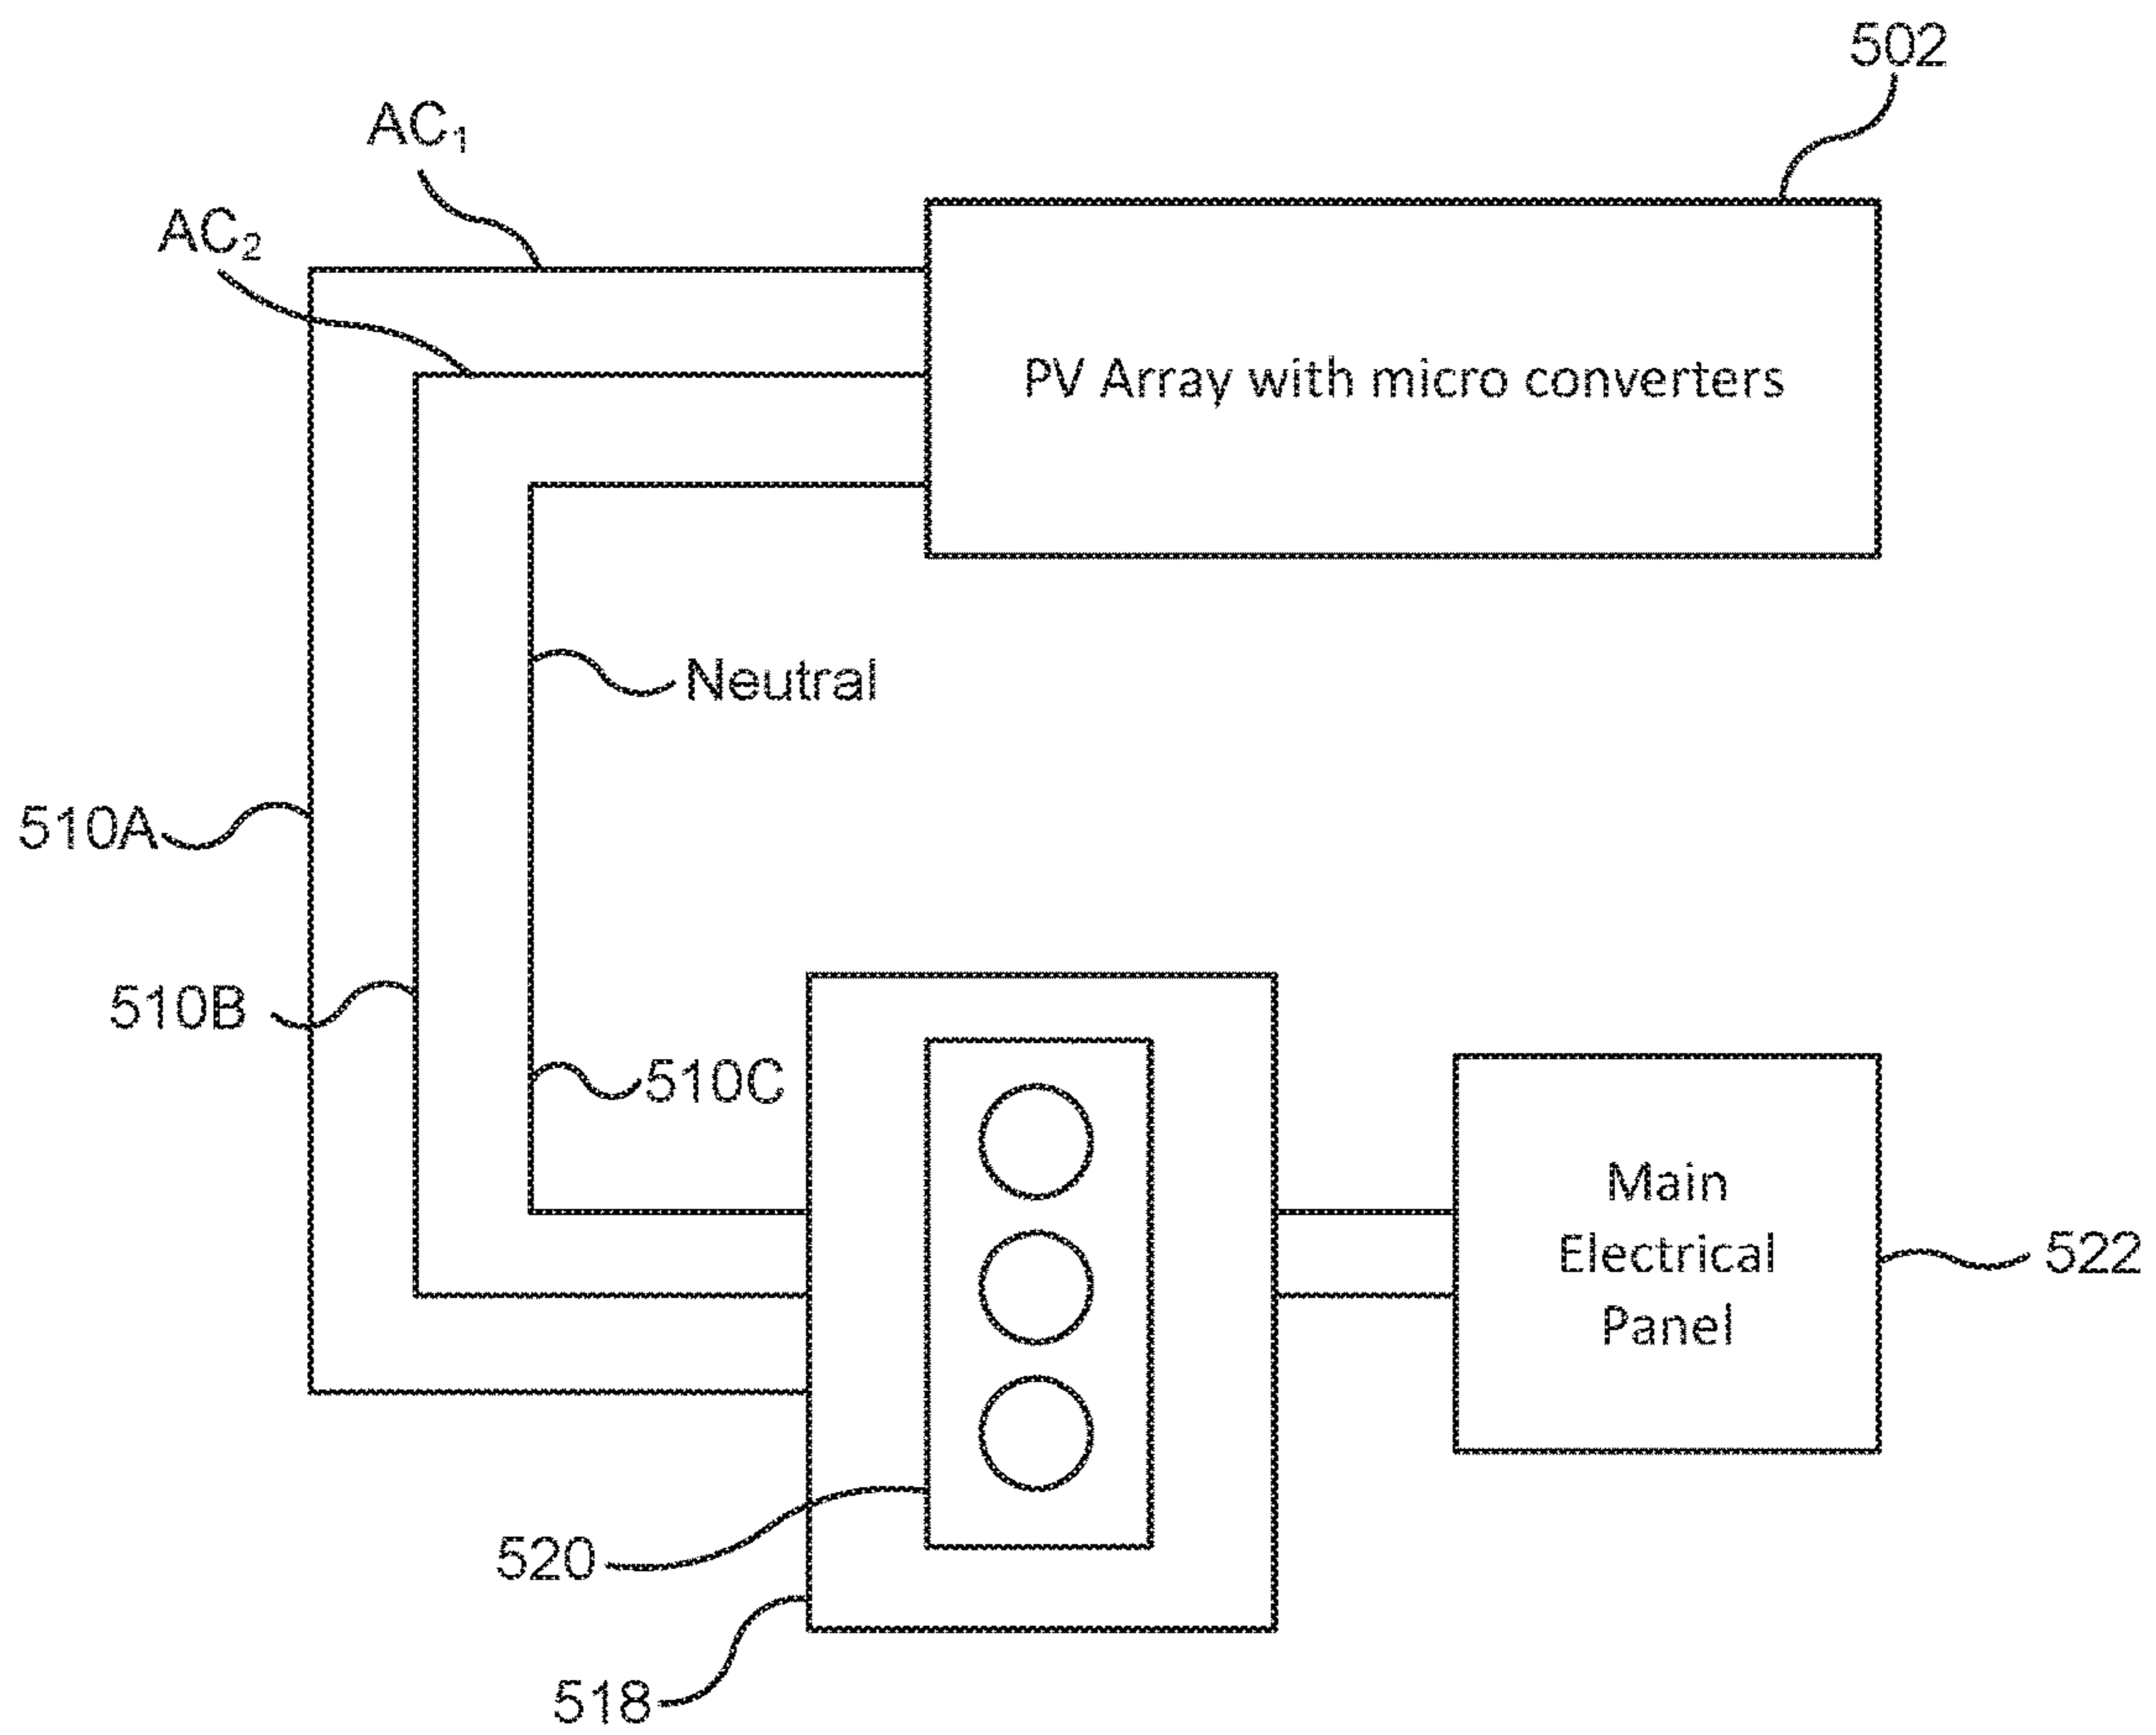 502
AC₁
AC₂
PV Array with micro converters
Neutral
510A
510B
510C
Main
Electrical
Panel
522
520
518